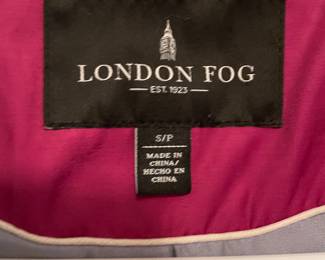 LONDON FOG
EST. 1923
S/P
MADE IN
CHINA/
HECHO EN
CHINA